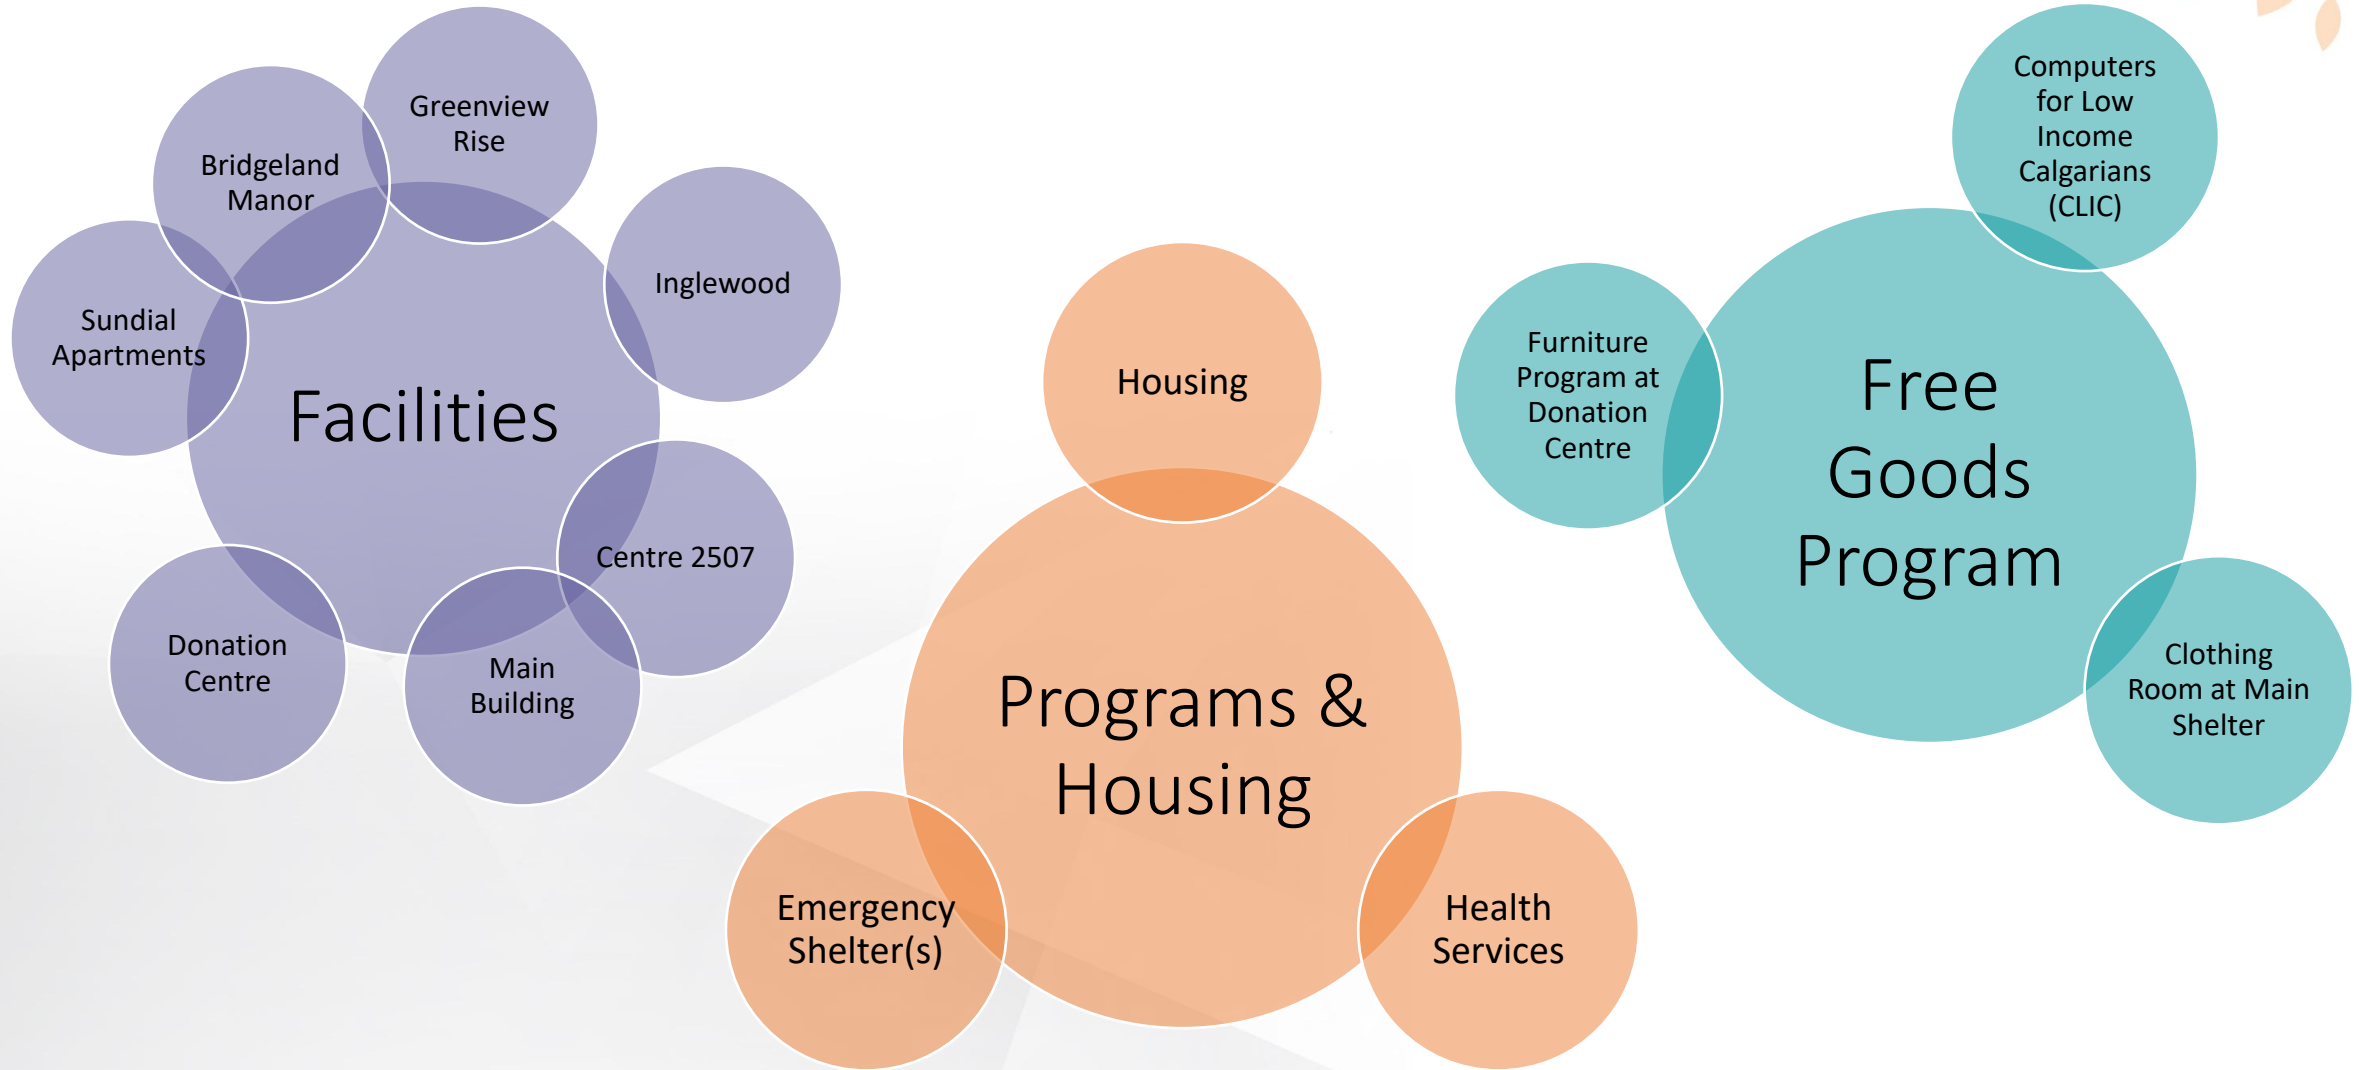 Greenview
Rise
Bridgeland
Manor
Inglewood
Sundial
Apartments
Facilities
Centre 2507
Donation
Centre
Main
Building
Housing
Programs &
Housing
Emergency
Shelter(s)
Health
Services
Computers
for Low
Income
Calgarians
(CLIC)
Furniture
Program at
Donation
Centre
Free
Goods
Program
Clothing
Room at Main
Shelter